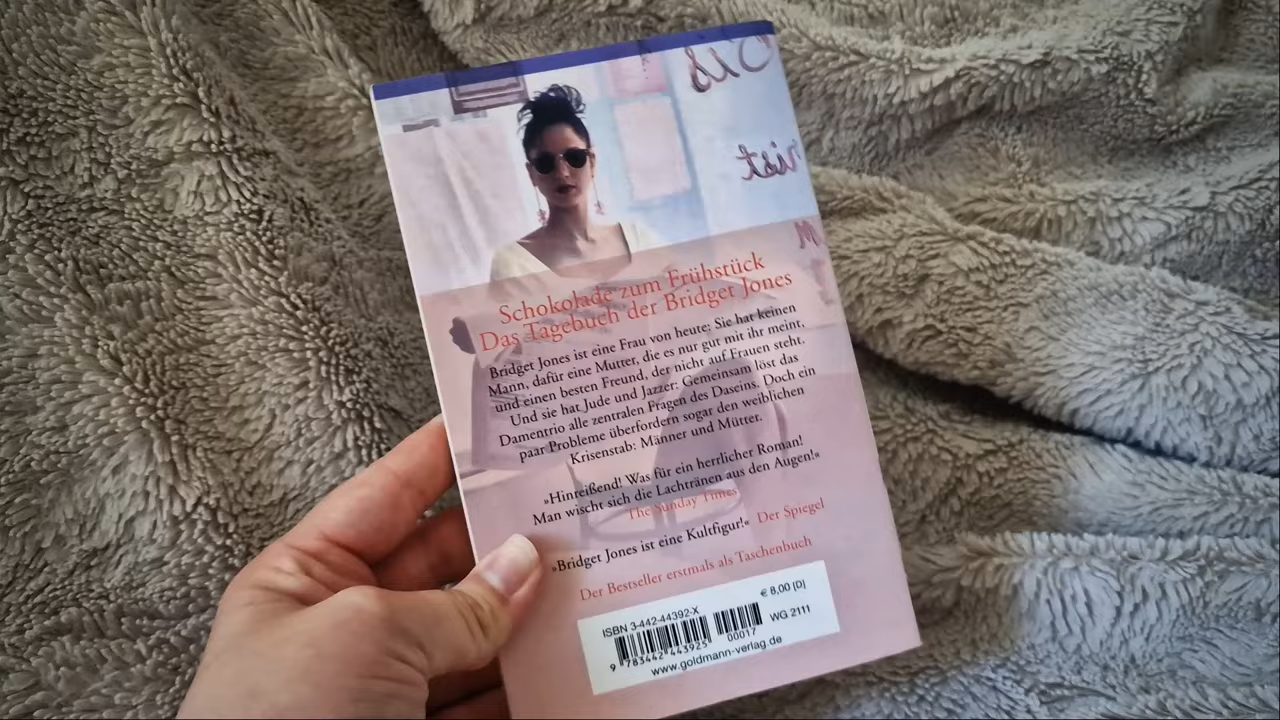 Schokolade zum Frühstück
Das Tagebuch der Bridget Jones
Bridget Jones ist eine Frau von heute: Sie hat keinen
Mann, dafür eine Mutter, die es nur gut mit ihr meint,
und einen besten Freund, der nicht auf Frauen steht.
Und sie hat Jude und Jazzer: Gemeinsam löst das
Damentrio alle zentralen Fragen des Daseins. Doch ein
paar Probleme überfordern sogar den weiblichen
Krisenstab: Männer und Mütter.
»Hinreißend! Was für ein herrlicher Roman!
Man wischt sich die Lachtränen aus den Augen!«
The Sunday Times
»Bridget Jones ist eine Kultfigur!« Der Spiegel
Der Bestseller erstmals als Taschenbuch
ISBN 3-442-44392-X € 8,00 [D]
00017 WG 2111
9 783442 443925
www.goldmann-verlag.de